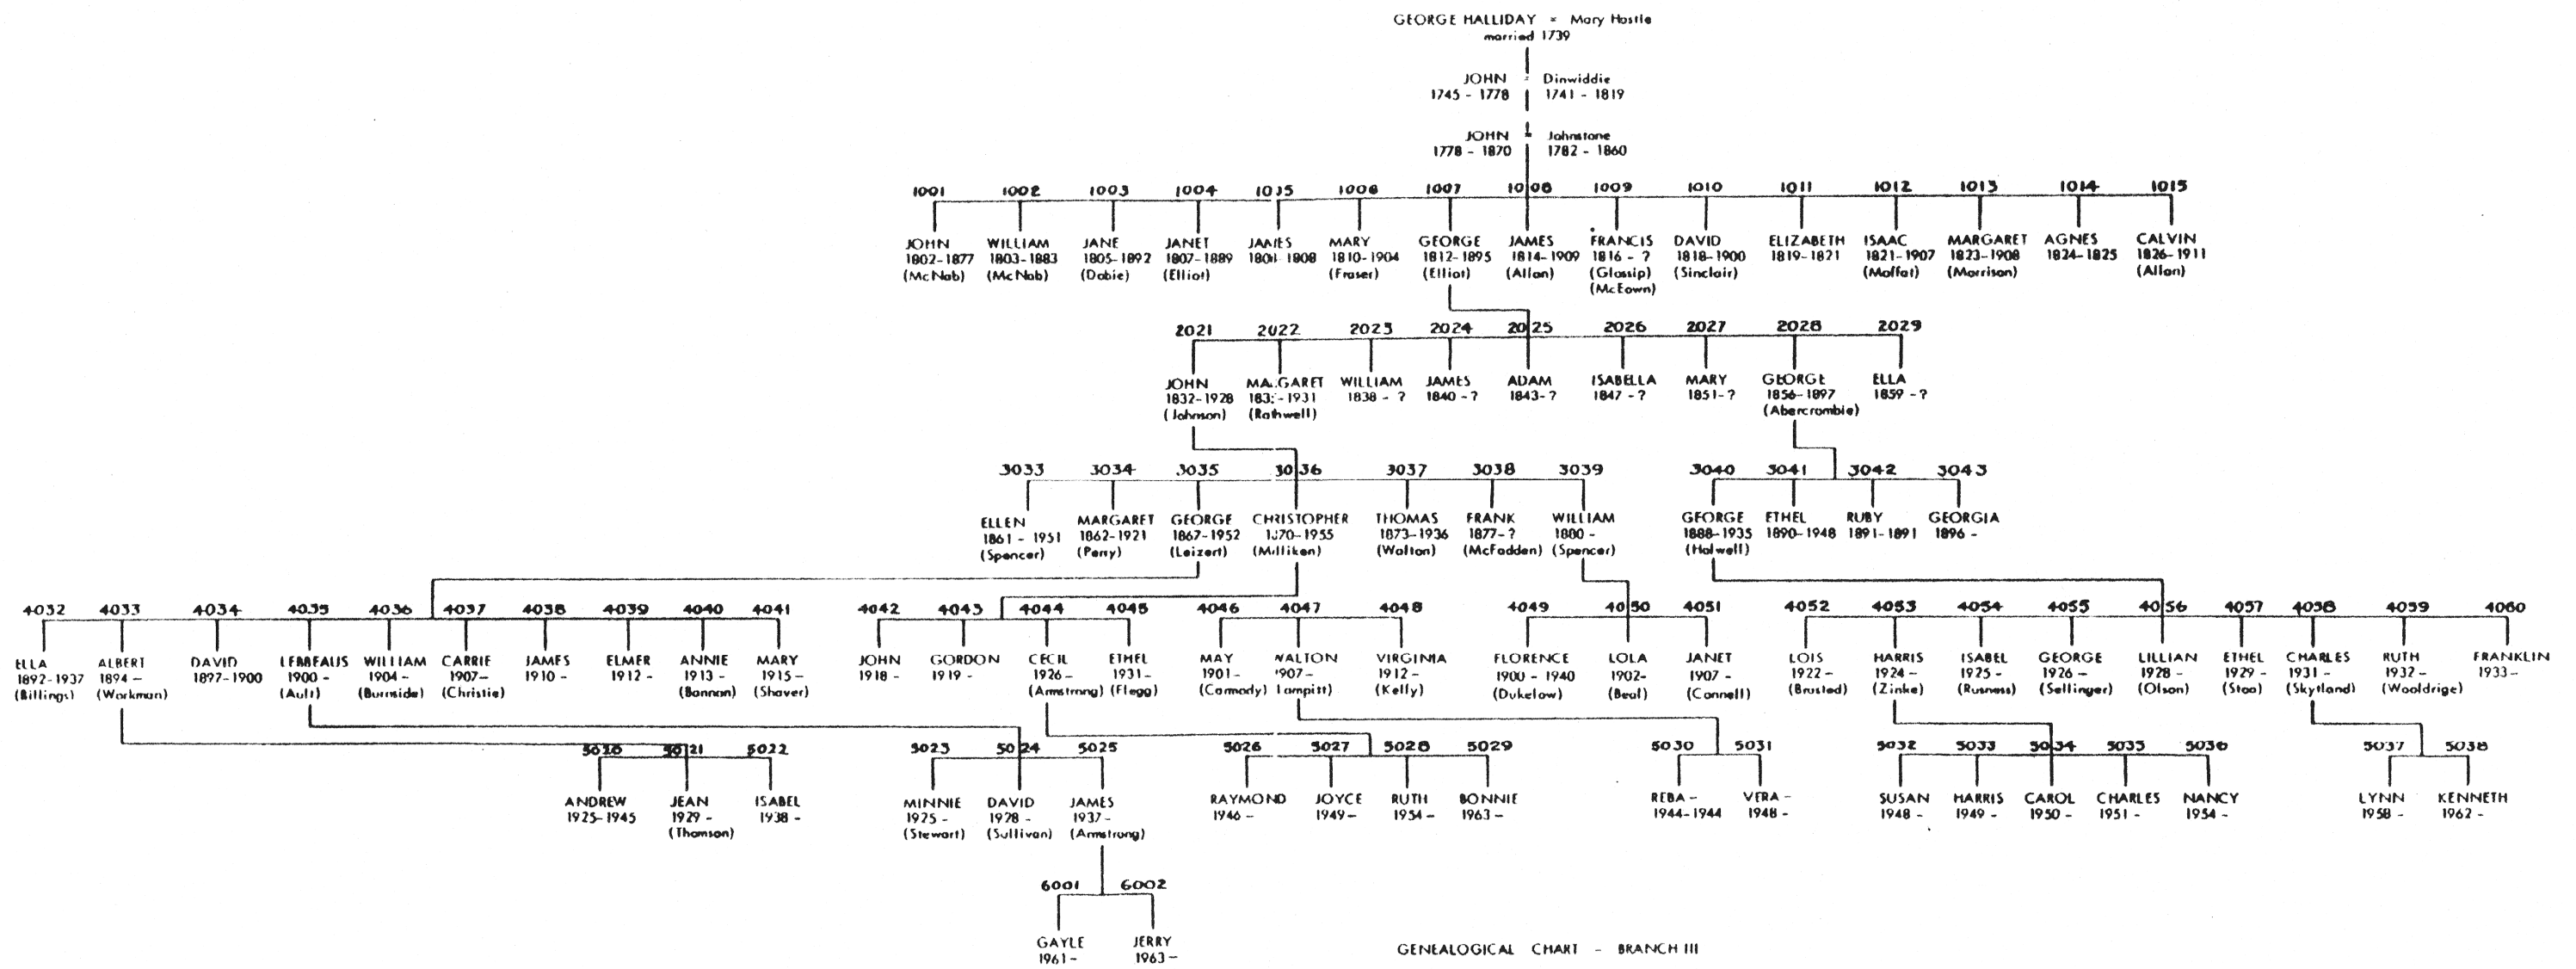 GEORGE HALLIDAY = Mary Hostie
married 1739
JOHN = Dinwiddie
1745 - 1778 1741 - 1819
JOHN Johnstone
1778 - 1870 1782 - 1860
1001 1002 1003 1004 1006 1007 1008 1009 1010 1011 1012 1013 1014 1015
JOHN WILLIAM JANE JANET JAMES MARY GEORGE JAMES FRANCIS DAVID ELIZABETH ISAAC MARGARET AGNES CALVIN
1802-1877 1803-1883 1805-1892 1807-1889 1808 1810-1904 1812-1895 1814-1909 1816 - ? 1818-1900 1819-1821 1821-1907 1823-1908 1824-1825 1826-1911
(McNab) (McNab) (Dobie) (Elliot) (Fraser) (Elliot) (Allan) (Glossip) (Sinclair) (Moffat) (Morrison) (Allan)
(McEown)
2021 2022 2023 2024 2025 2026 2027 2028 2029
JOHN MARGARET WILLIAM JAMES ADAM ISABELLA MARY GEORGE ELLA
1832-1928 1931 1838 - ? 1840 - ? 1843-? 1847 - ? 1851-? 1856-1897 1859 - ?
(Johnson) (Rothwell) (Abercrombie)
3033 3034 3035 3036 3037 3038 3039 3040 3041 3042 3043
ELLEN MARGARET GEORGE CHRISTOPHER THOMAS FRANK WILLIAM GEORGE ETHEL RUBY GEORGIA
1861 - 1951 1862-1921 1867-1952 1870-1955 1873-1936 1877-? 1880 - 1888-1935 1890-1948 1891-1891 1896 -
(Spencer) (Perry) (Leizert) (Milliken) (Walton) (McFadden) (Spencer) (Halwell)
4032 4033 4034 4035 4036 4037 4038 4039 4040 4041 4042 4043 4044 4045 4046 4047 4048 4049 4050 4051 4052 4053 4054 4055 4056 4057 4058 4059 4060
ELLA ALBERT DAVID WILLIAM CARRIE JAMES ELMER ANNIE MARY JOHN GORDON CECIL ETHEL MAY WALTON VIRGINIA FLORENCE LOLA JANET LOIS HARRIS ISABEL GEORGE LILLIAN ETHEL CHARLES RUTH FRANKLIN
1892-1937 1894 - 1897-1900 1900 - 1904 - 1907- 1910 - 1912 - 1913 - 1915 - 1918 - 1919 - 1926- 1931- 1901- 1907- 1912 - 1900 - 1940 1902- 1907 - 1922 - 1924 - 1925 - 1926 - 1928 - 1929 - 1931 - 1932 - 1933-
(Billings) (Workman) (Ault) (Burnside) (Christie) (Bannan) (Shaver) (Armstrong) (Flegg) (Carmody) Lampitt) (Kelly) (Dukelow) (Beal) (Connell) (Brusted) (Zinke) (Rusness) (Sellinger) (Olson) (Stoa) (Skytland) (Wooldrige)
5020 5021 5022 5023 5024 5025 5026 5027 5028 5029 5030 5031 5032 5033 5034 5035 5036 5037 5038
ANDREW JEAN ISABEL MINNIE DAVID JAMES RAYMOND JOYCE RUTH BONNIE REBA - VERA - SUSAN HARRIS CAROL CHARLES NANCY LYNN KENNETH
1925-1945 1929 - 1938 - 1925 - 1928 - 1937- 1946 - 1949- 1954 - 1963- 1944-1944 1948 - 1948 - 1949 - 1950 - 1951 - 1954 - 1958 - 1962 -
(Thomson) (Stewart) (Sullivan) (Armstrong)
6001 6002
GAYLE JERRY
1961- 1963-
GENEALOGICAL CHART - BRANCH III